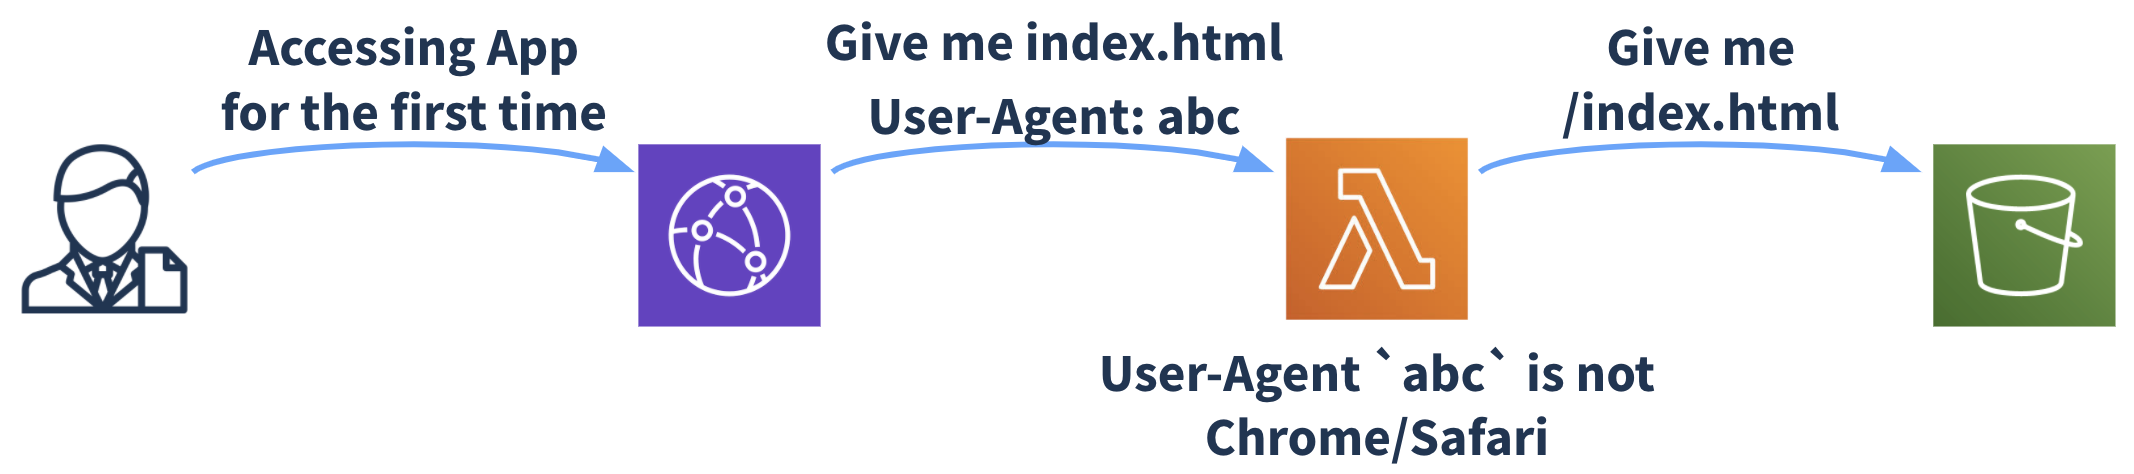 Accessing App
for the first time
Give me index.html
User-Agent: abc
Give me
/index.html
User-Agent `abc` is not
Chrome/Safari